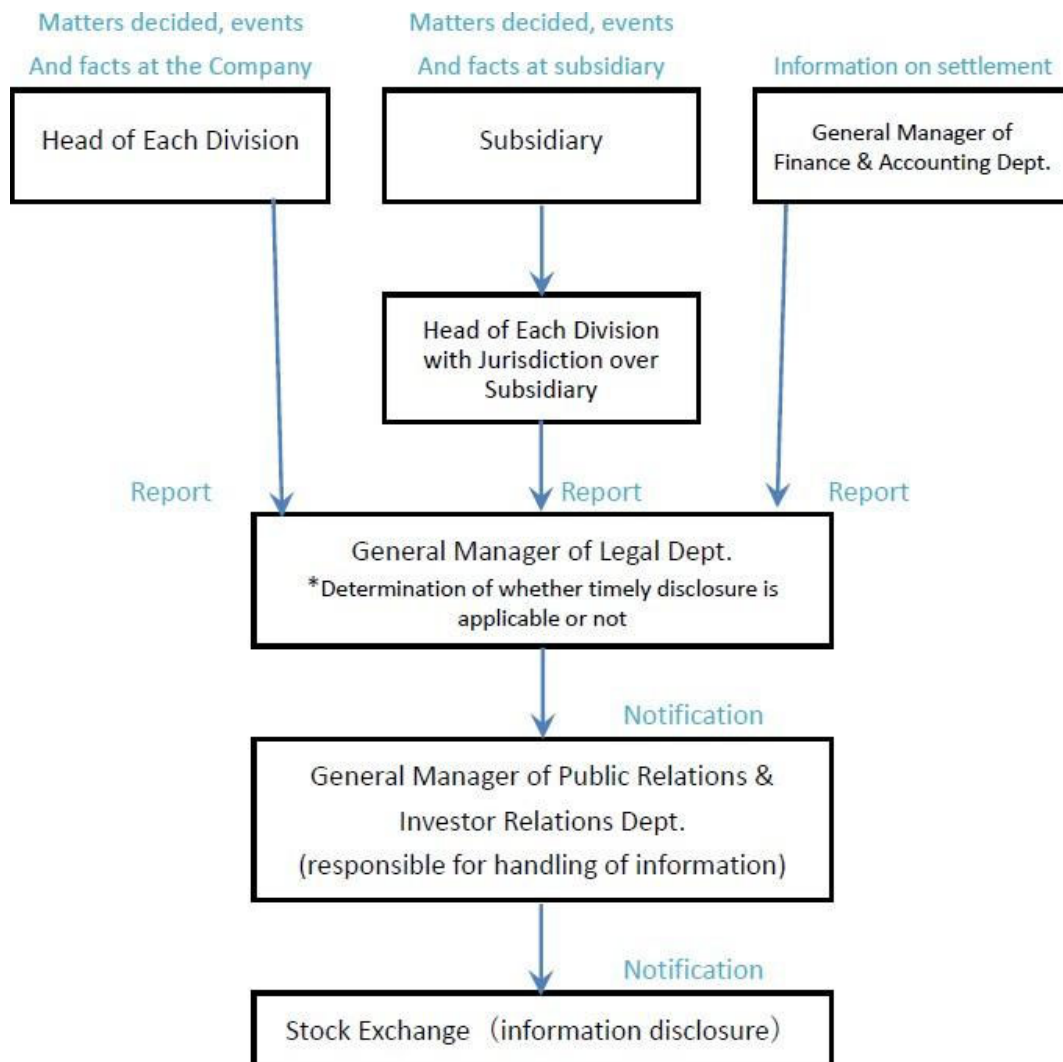 Matters decided, events
And facts at the Company
Matters decided, events
And facts at subsidiary
Information on settlement
Head of Each Division
Subsidiary
General Manager of
Finance & Accounting Dept.
Head of Each Division
with Jurisdiction over
Subsidiary
Report
Report
Report
General Manager of Legal Dept.
*Determination of whether timely disclosure is
applicable or not
Notification
General Manager of Public Relations &
Investor Relations Dept.
(responsible for handling of information)
Notification
Stock Exchange（information disclosure）